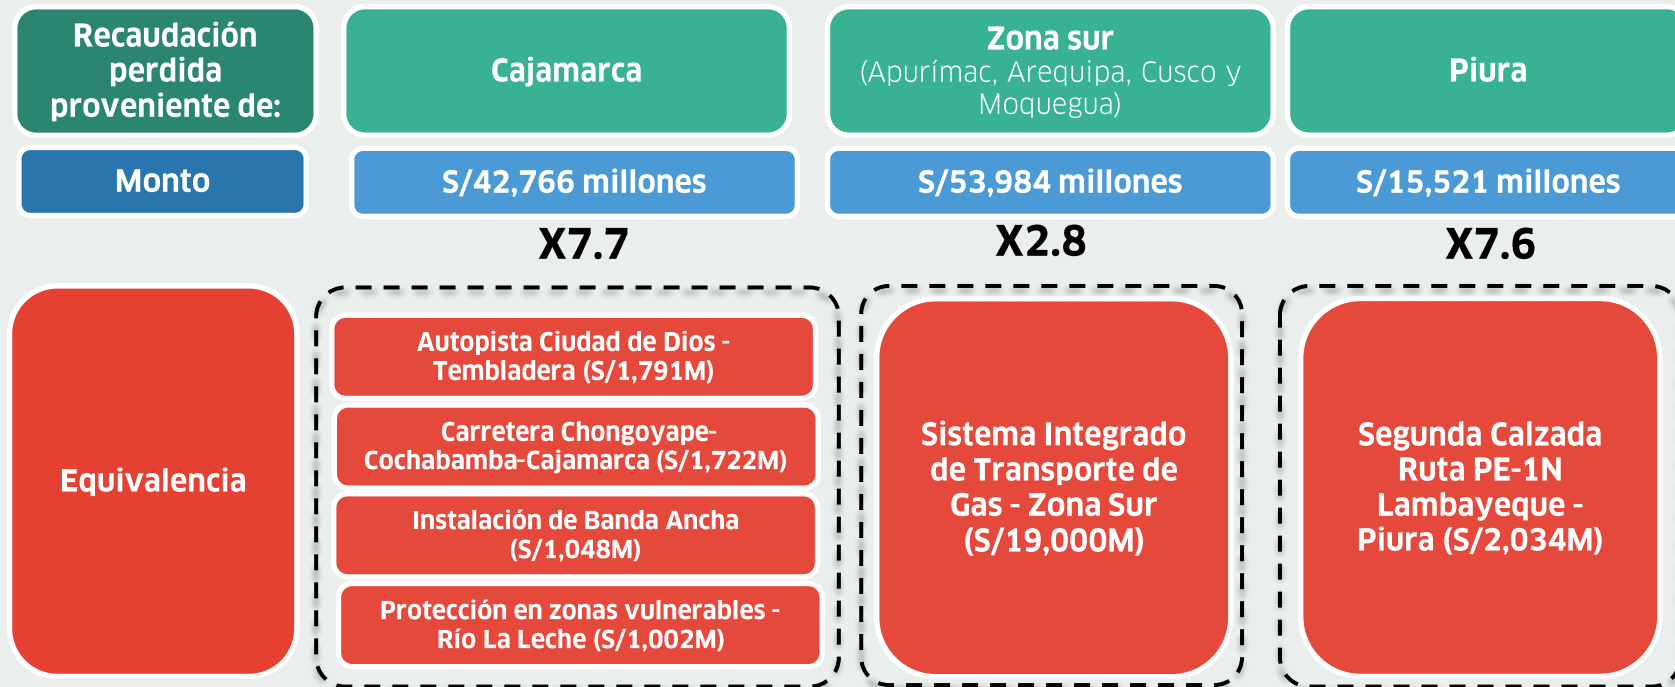 Recaudación
perdida
proveniente de:
Cajamarca
Zona sur
(Apurímac, Arequipa, Cusco y
Moquegua)
Piura
Monto
S/42,766 millones
S/53,984 millones
S/15,521 millones
X7.7
X2.8
X7.6
Equivalencia
Autopista Ciudad de Dios -
Tembladera (S/1,791M)
Carretera Chongoyape-
Cochabamba-Cajamarca (S/1,722M)
Instalación de Banda Ancha
(S/1,048M)
Protección en zonas vulnerables -
Río La Leche (S/1,002M)
Sistema Integrado
de Transporte de
Gas - Zona Sur
(S/19,000M)
Segunda Calzada
Ruta PE-1N
Lambayeque -
Piura (S/2,034M)